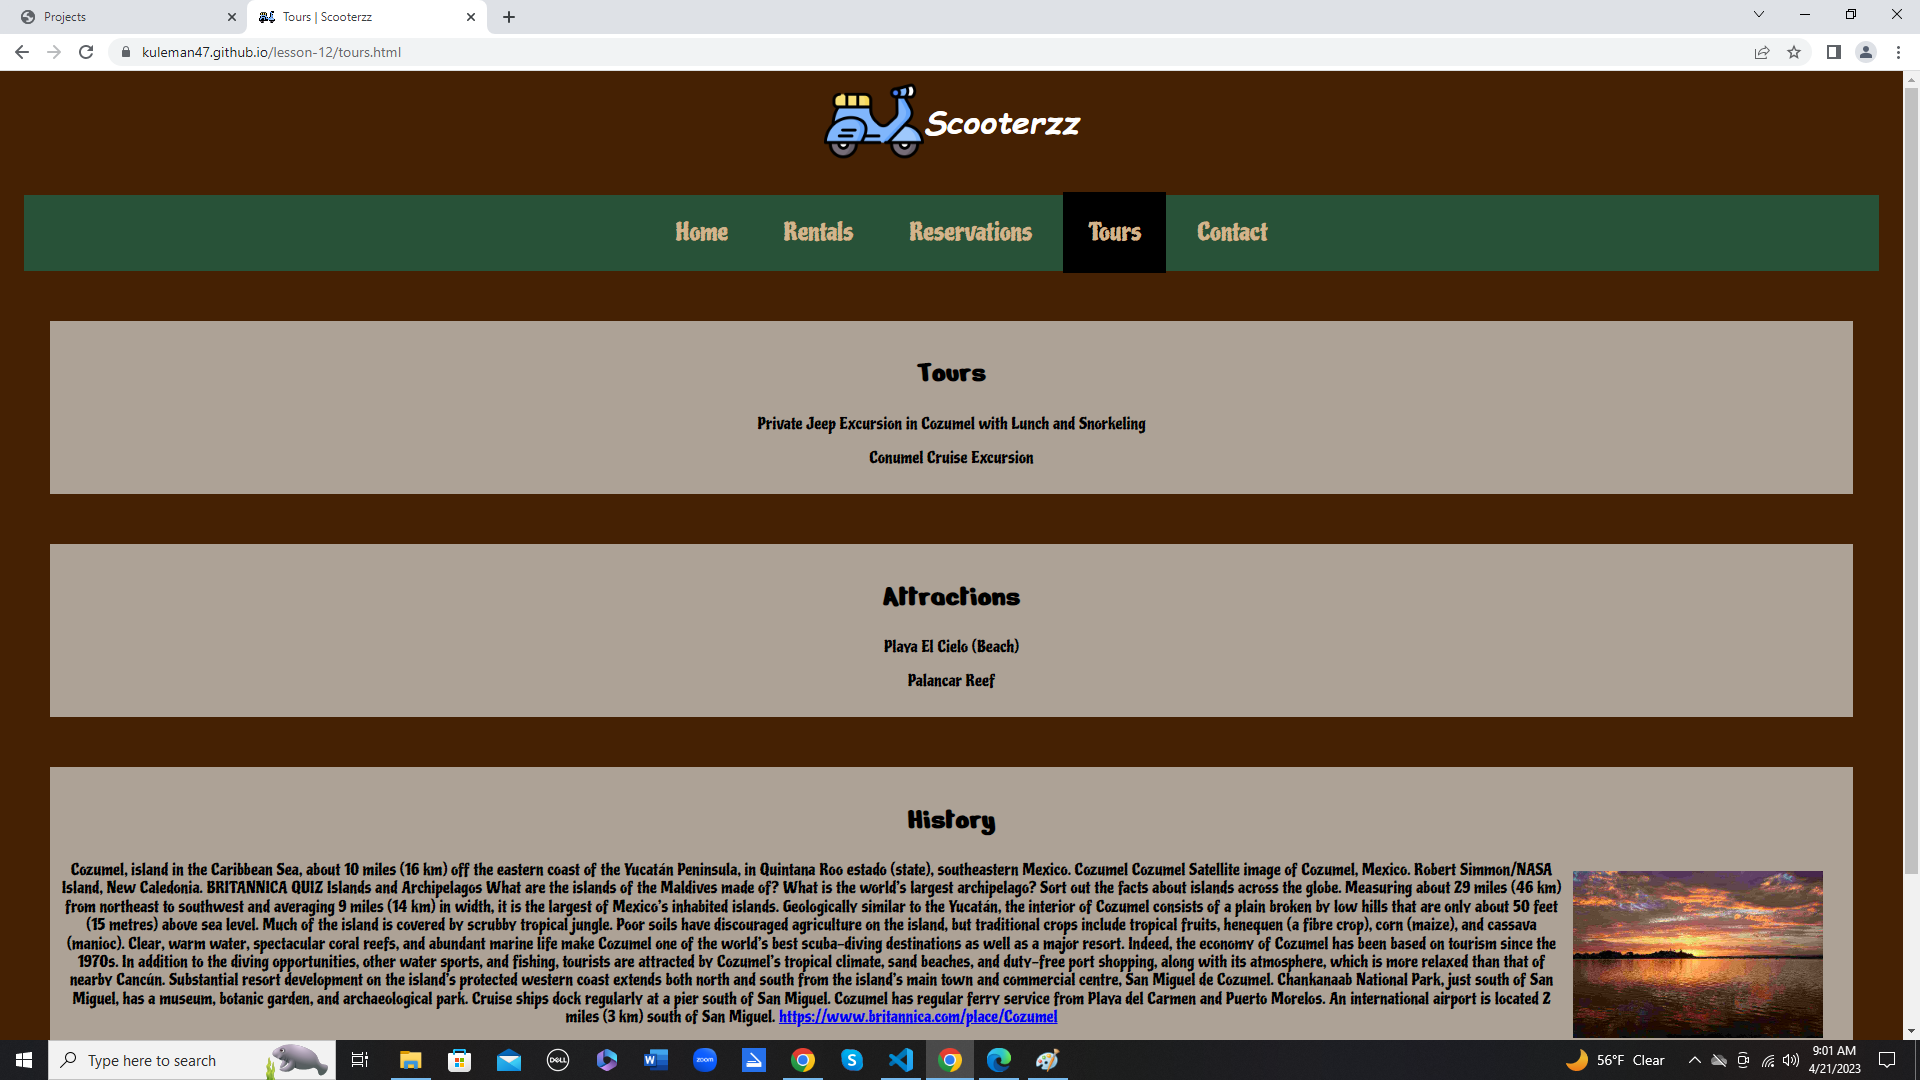 Projects
Tours | Scooterzz
kuleman47.github.io/lesson-12/tours.html
Scooterzz
Home Rentals Reservations Tours Contact
Tours
Private Jeep Excursion in Cozumel with Lunch and Snorkeling
Conumel Cruise Excursion
Attractions
Playa El Cielo (Beach)
Palancar Reef
History
Cozumel, island in the Caribbean Sea, about 10 miles (16 km) off the eastern coast of the Yucatán Peninsula, in Quintana Roo estado (state), southeastern Mexico. Cozumel Cozumel Satellite image of Cozumel, Mexico. Robert Simmon/NASA
Island, New Caledonia. BRITANNICA QUIZ Islands and Archipelagos What are the islands of the Maldives made of? What is the world's largest archipelago? Sort out the facts about islands across the globe. Measuring about 29 miles (46 km)
from northeast to southwest and averaging 9 miles (14 km) in width, it is the largest of Mexico's inhabited islands. Geologically similar to the Yucatán, the interior of Cozumel consists of a plain broken by low hills that are only about 50 feet
(15 metres) above sea level. Much of the island is covered by scrubby tropical jungle. Poor soils have discouraged agriculture on the island, but traditional crops include tropical fruits, henequen (a fibre crop), corn (maize), and cassava
(manioc). Clear, warm water, spectacular coral reefs, and abundant marine life make Cozumel one of the world's best scuba-diving destinations as well as a major resort. Indeed, the economy of Cozumel has been based on tourism since the
1970s. In addition to the diving opportunities, other water sports, and fishing, tourists are attracted by Cozumel's tropical climate, sand beaches, and duty-free port shopping, along with its atmosphere, which is more relaxed than that of
nearby Cancún. Substantial resort development on the island's protected western coast extends both north and south from the island's main town and commercial centre, San Miguel de Cozumel. Chankanaab National Park, just south of San
Miguel, has a museum, botanic garden, and archaeological park. Cruise ships dock regularly at a pier south of San Miguel. Cozumel has regular ferry service from Playa del Carmen and Puerto Morelos. An international airport is located 2
miles (3 km) south of San Miguel. https://www.britannica.com/place/Cozumel
Type here to search
DELL
W
zoom
S
56°F Clear
9:01 AM
4/21/2023